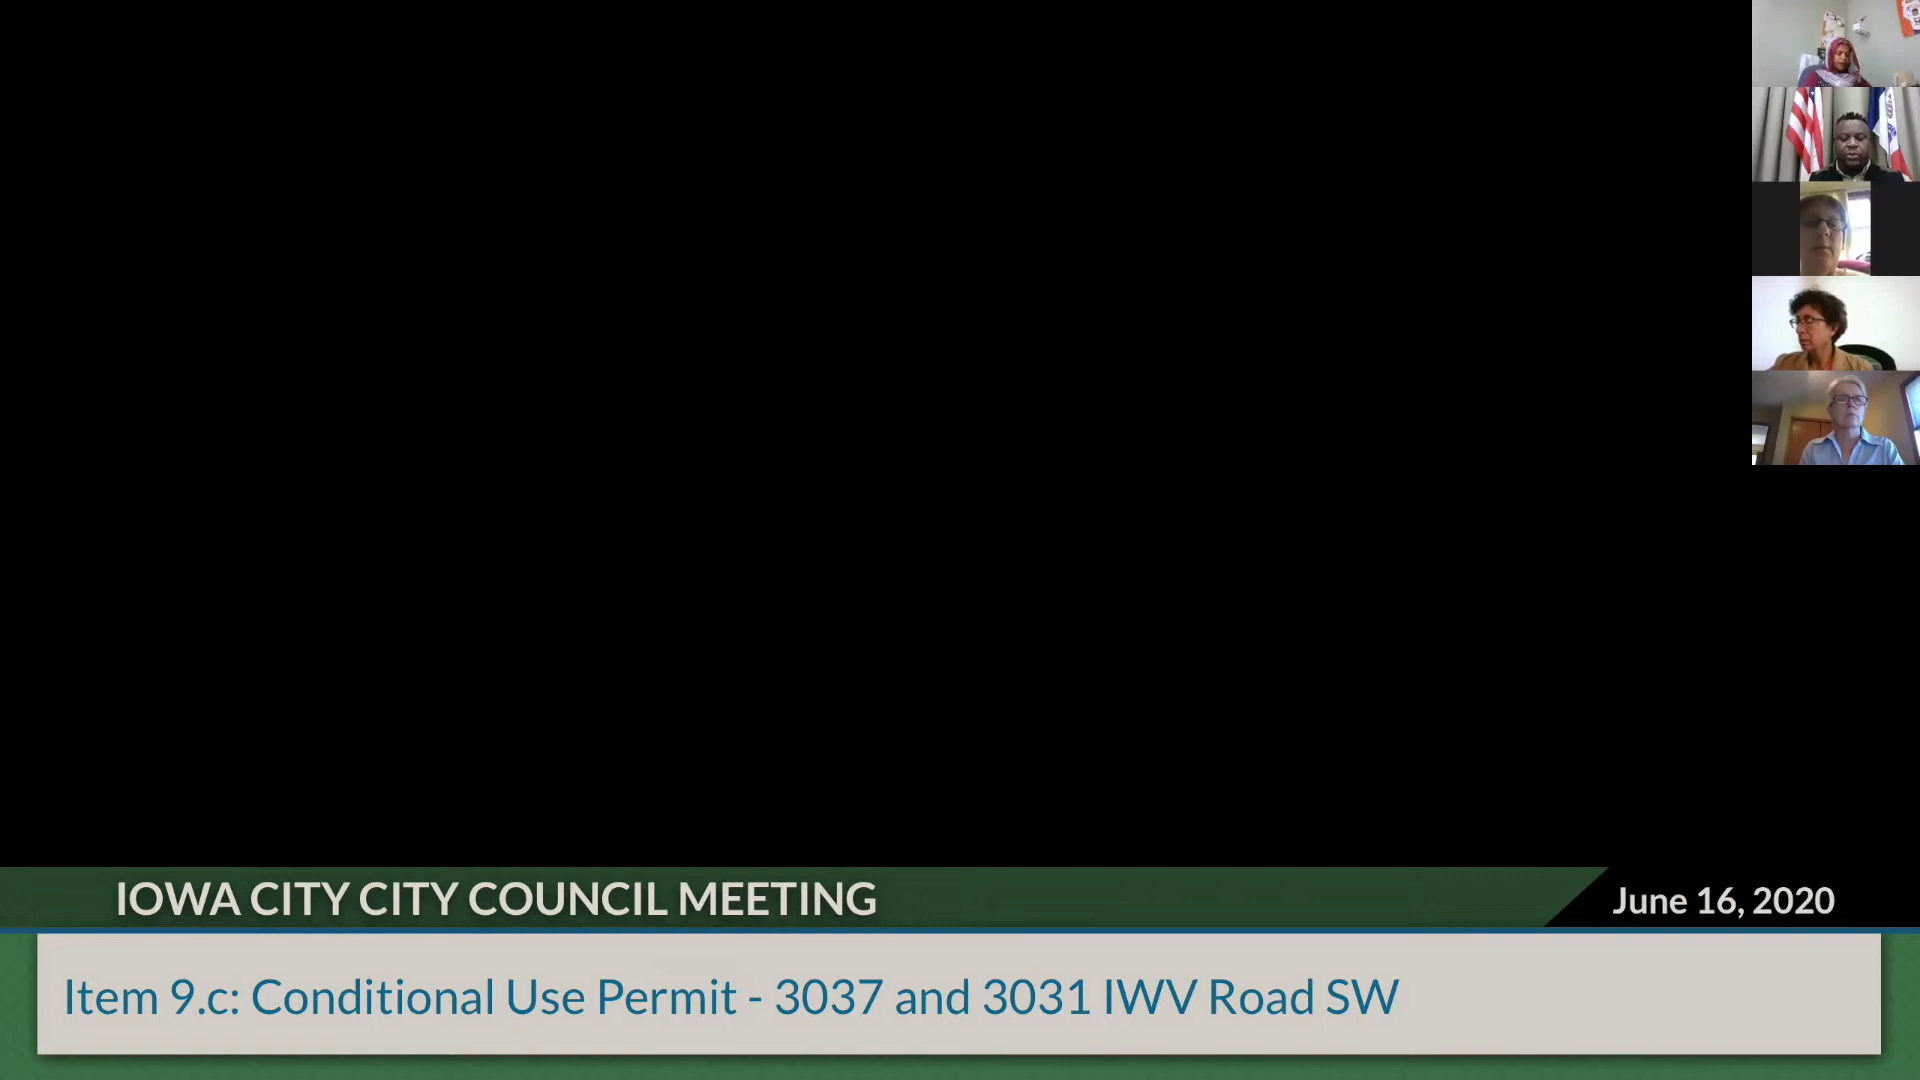 IOWA CITY CITY COUNCIL MEETING
June 16, 2020
Item 9.c: Conditional Use Permit - 3037 and 3031 IWV Road SW